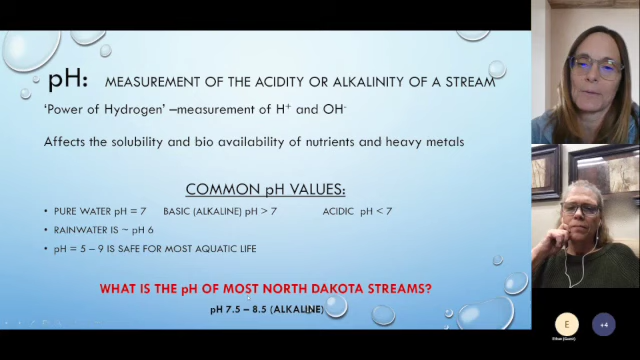 pH: MEASUREMENT OF THE ACIDITY OR ALKALINITY OF A STREAM
‘Power of Hydrogen’ –measurement of H⁺ and OH⁻
Affects the solubility and bio availability of nutrients and heavy metals
COMMON pH VALUES:
• PURE WATER pH = 7 BASIC (ALKALINE) pH > 7 ACIDIC pH < 7
• RAINWATER IS ~ pH 6
• pH = 5 – 9 IS SAFE FOR MOST AQUATIC LIFE
WHAT IS THE pH OF MOST NORTH DAKOTA STREAMS?
pH 7.5 – 8.5 (ALKALINE)
E
+4
(Guest)